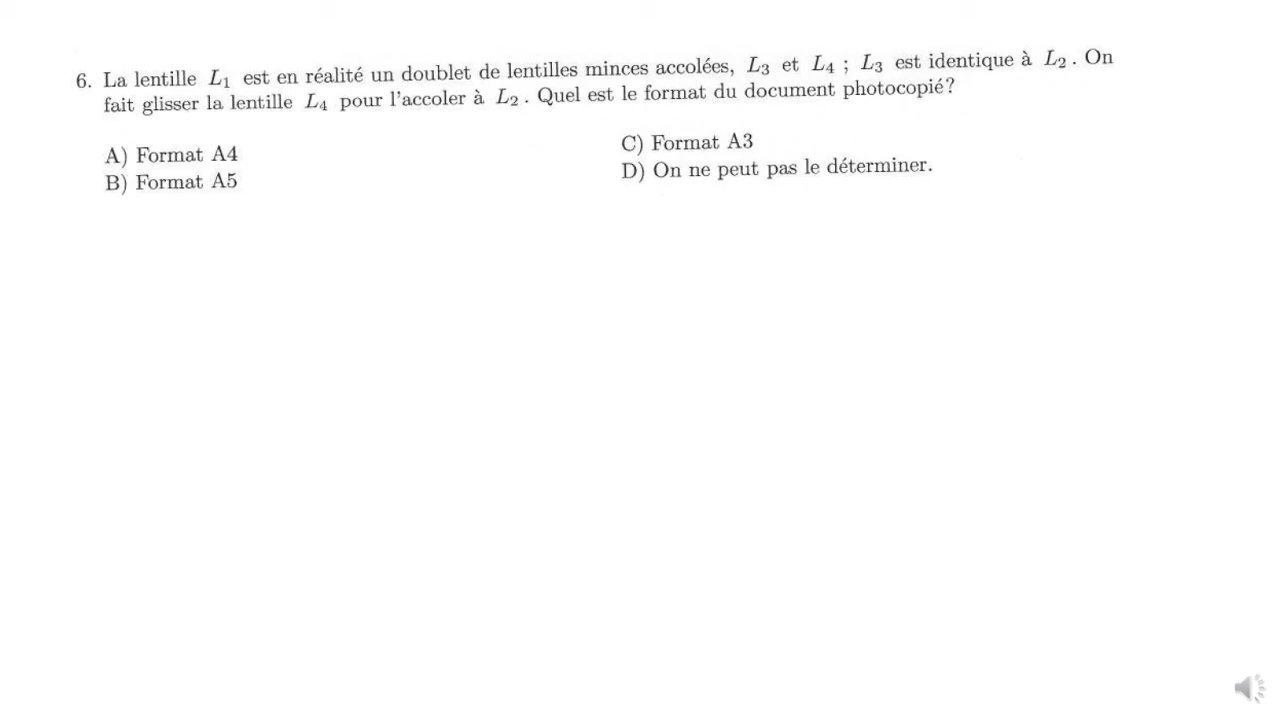 6. La lentille L₁ est en réalité un doublet de lentilles minces accolées, L₃ et L₄ ; L₃ est identique à L₂ . On
fait glisser la lentille L₄ pour l'accoler à L₂ . Quel est le format du document photocopié?
A) Format A4
B) Format A5
C) Format A3
D) On ne peut pas le déterminer.